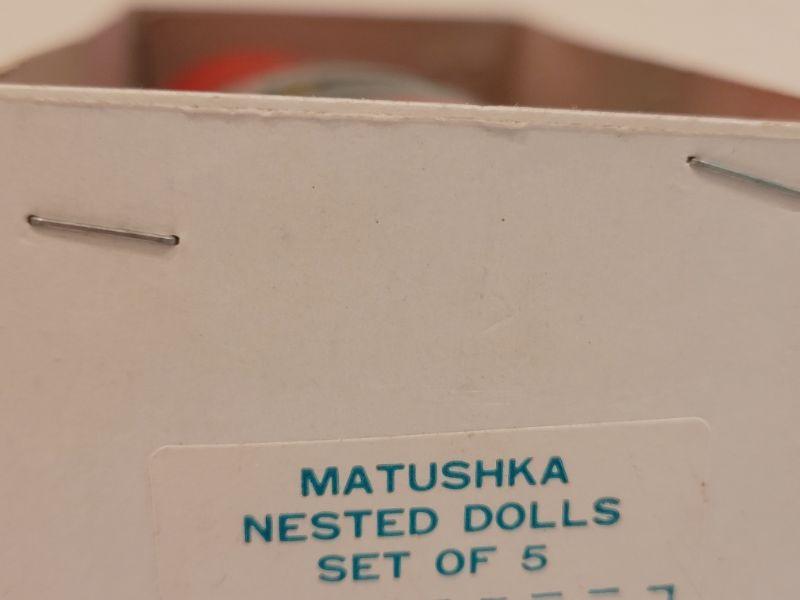 MATUSHKA
NESTED DOLLS
SET OF 5